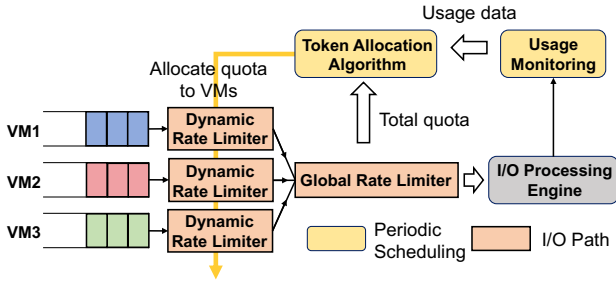 Usage data
Token Allocation
Algorithm
Usage
Monitoring
Allocate quota
to VMs
Total quota
VM1
Dynamic
Rate Limiter
VM2
Dynamic
Rate Limiter
Global Rate Limiter
I/O Processing
Engine
VM3
Dynamic
Rate Limiter
Periodic
Scheduling
I/O Path